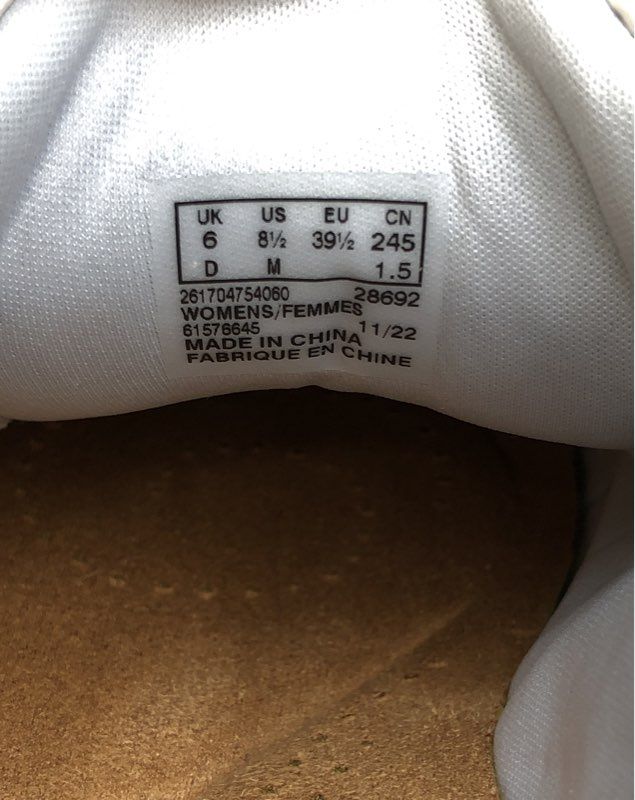 UK US EU CN
6 8½ 39½ 245
D M 1.5
261704754060 28692
WOMENS/FEMMES
61576645 11/22
MADE IN CHINA
FABRIQUE EN CHINE